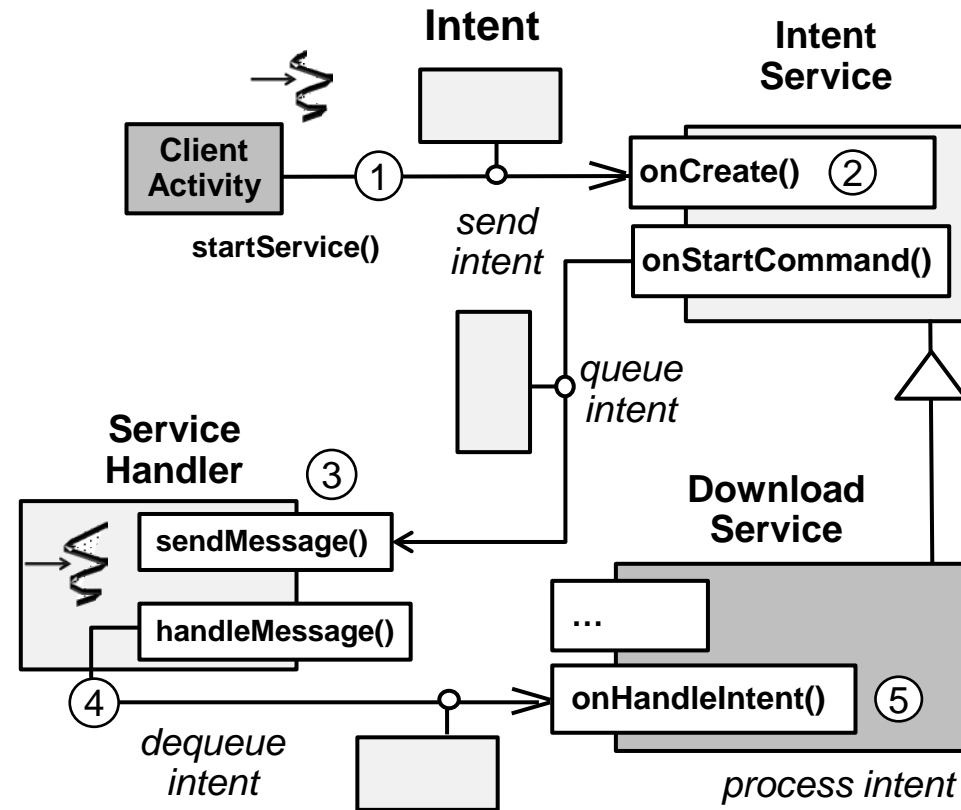 Intent
Intent
Service
Client
Activity
1
onCreate()
2
startService()
send
intent
onStartCommand()
queue
intent
Service
Handler
3
Download
Service
sendMessage()
…
handleMessage()
4
onHandleIntent()
5
dequeue
intent
process intent